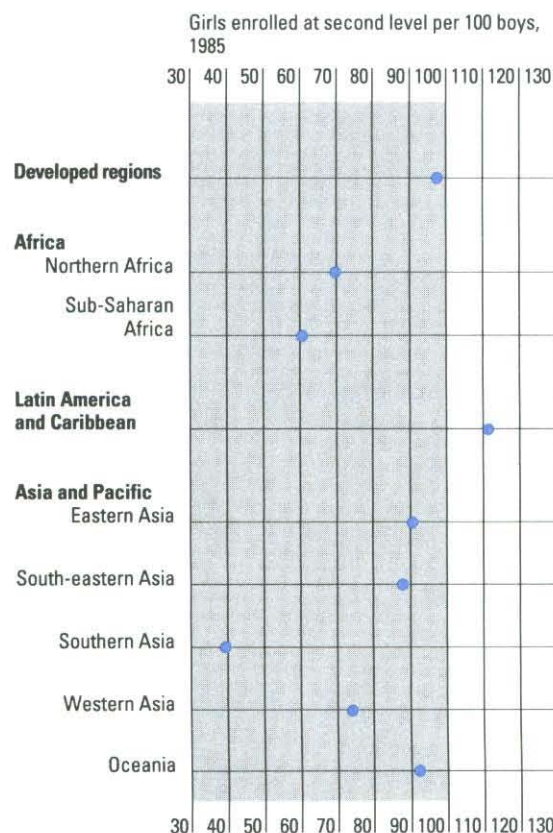 Girls enrolled at second level per 100 boys,
1985
30 40 50 60 70 80 90 100 110 120 130
Developed regions
Africa
Northern Africa
Sub-Saharan
Africa
Latin America
and Caribbean
Asia and Pacific
Eastern Asia
South-eastern Asia
Southern Asia
Western Asia
Oceania
30 40 50 60 70 80 90 100 110 120 130